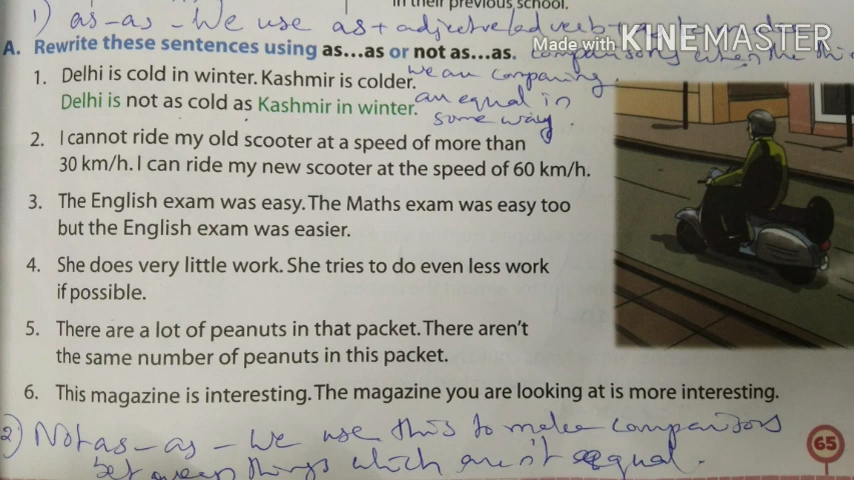 in their previous school.
1) as-as - We use as + adjective/adverb +
A. Rewrite these sentences using as...as or not as...as.
Made with KINEMASTER
comparisons when the thi
1. Delhi is cold in winter. Kashmir is colder.
we are comparing
Delhi is not as cold as Kashmir in winter.
are equal in
some way.
2. I cannot ride my old scooter at a speed of more than
30 km/h. I can ride my new scooter at the speed of 60 km/h.
3. The English exam was easy. The Maths exam was easy too
but the English exam was easier.
4. She does very little work. She tries to do even less work
if possible.
5. There are a lot of peanuts in that packet. There aren't
the same number of peanuts in this packet.
6. This magazine is interesting. The magazine you are looking at is more interesting.
2) Not as - as - We use this to make comparisons
between things which aren't equal.
65